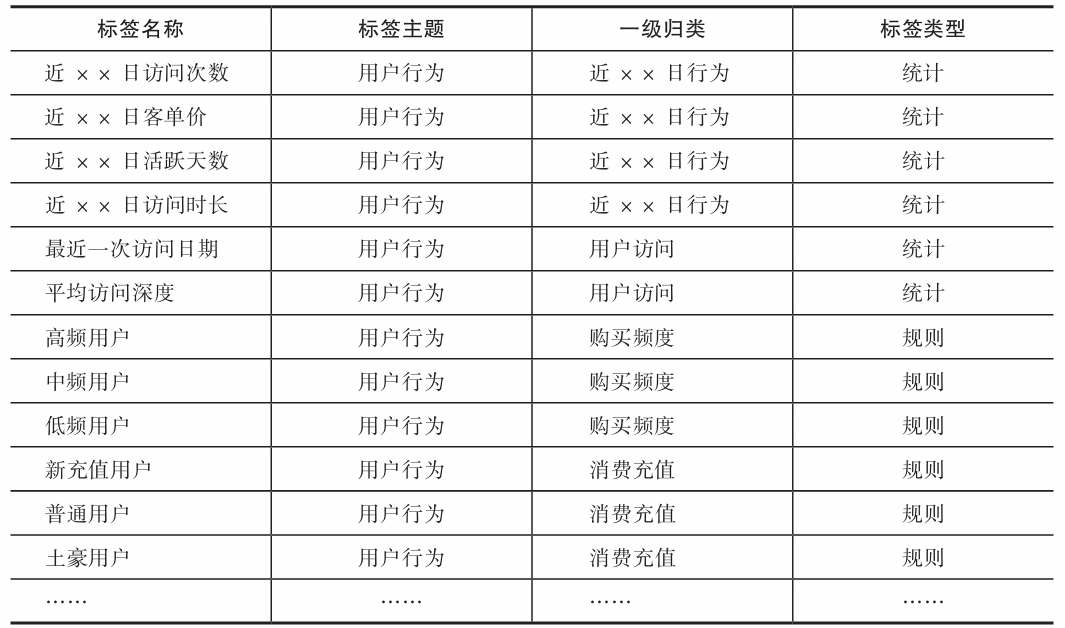 标签名称 标签主题 一级归类 标签类型
近 ×× 日访问次数 用户行为 近 ×× 日行为 统计
近 ×× 日客单价 用户行为 近 ×× 日行为 统计
近 ×× 日活跃天数 用户行为 近 ×× 日行为 统计
近 ×× 日访问时长 用户行为 近 ×× 日行为 统计
最近一次访问日期 用户行为 用户访问 统计
平均访问深度 用户行为 用户访问 统计
高频用户 用户行为 购买频度 规则
中频用户 用户行为 购买频度 规则
低频用户 用户行为 购买频度 规则
新充值用户 用户行为 消费充值 规则
普通用户 用户行为 消费充值 规则
土豪用户 用户行为 消费充值 规则
…… …… …… ……